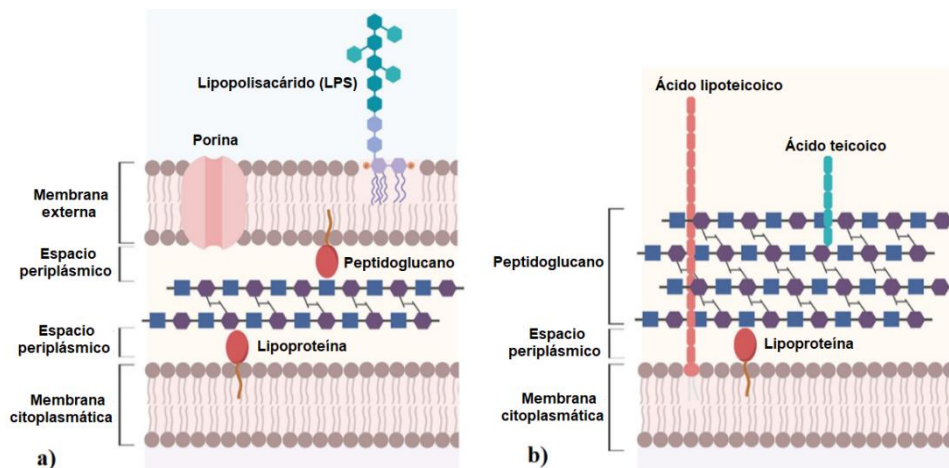 Lipopolisacárido (LPS)
Porina
Membrana
externa
Espacio
periplásmico
Peptidoglucano
Espacio
periplásmico
Lipoproteína
Membrana
citoplasmática
a)
Ácido lipoteicoico
Ácido teicoico
Peptidoglucano
Espacio
periplásmico
Lipoproteína
Membrana
citoplasmática
b)